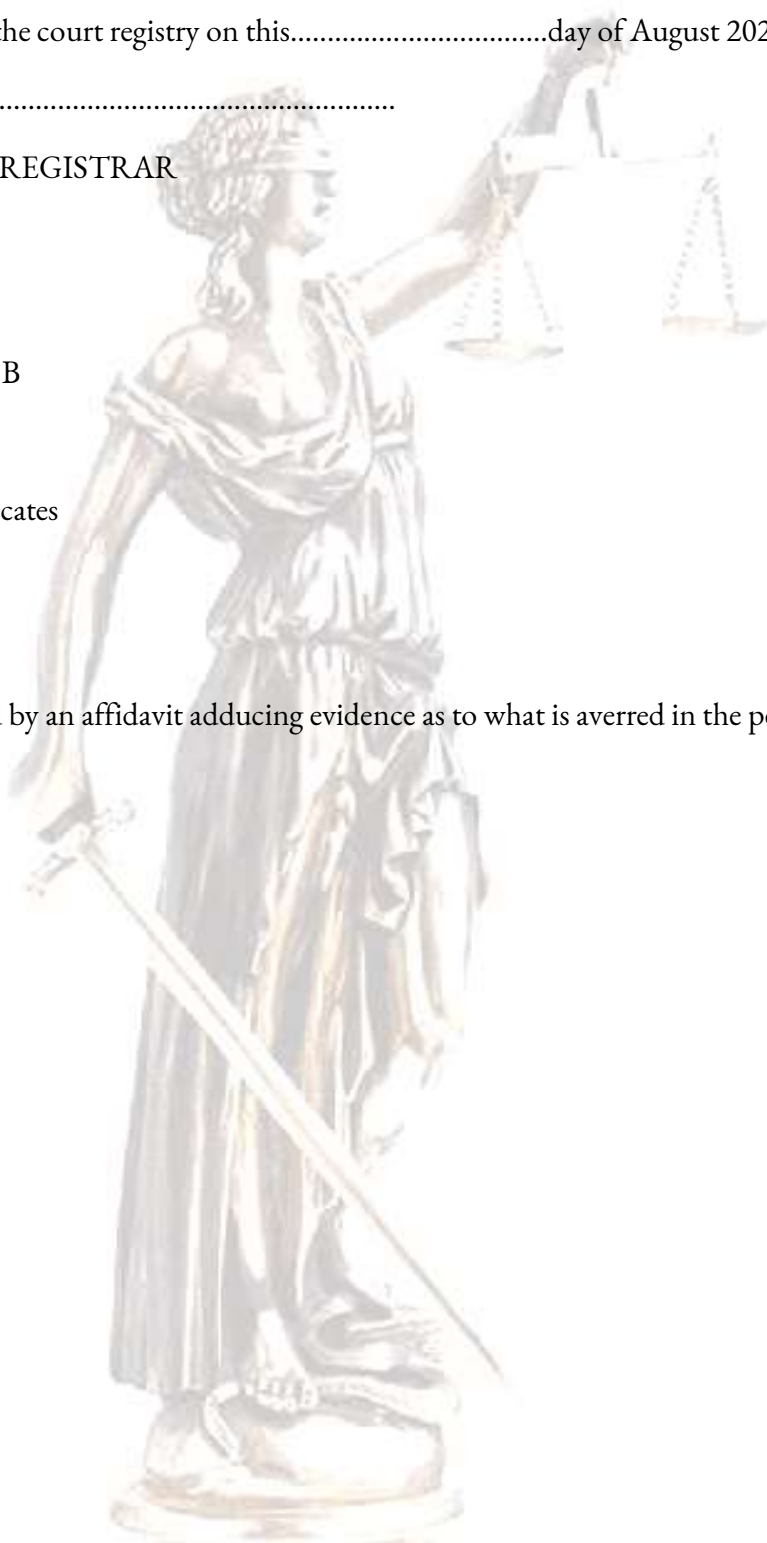 the court registry on this...................................day of August 202
......................................................
REGISTRAR
B
cates
by an affidavit adducing evidence as to what is averred in the p